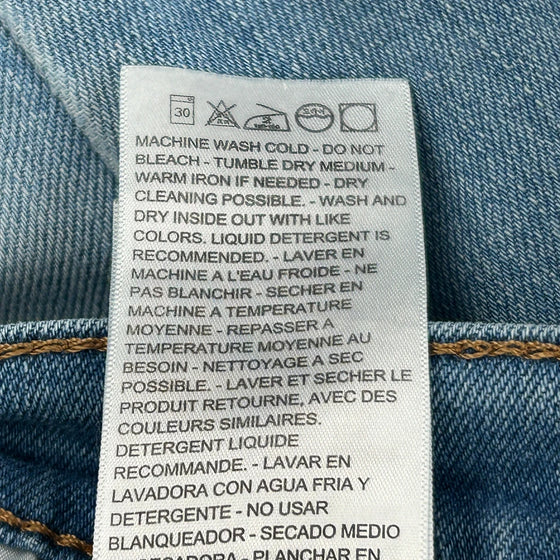 30
MACHINE WASH COLD - DO NOT
BLEACH - TUMBLE DRY MEDIUM -
WARM IRON IF NEEDED - DRY
CLEANING POSSIBLE. - WASH AND
DRY INSIDE OUT WITH LIKE
COLORS. LIQUID DETERGENT IS
RECOMMENDED. - LAVER EN
MACHINE A L'EAU FROIDE - NE
PAS BLANCHIR - SECHER EN
MACHINE A TEMPERATURE
MOYENNE - REPASSER A
TEMPERATURE MOYENNE AU
BESOIN - NETTOYAGE A SEC
POSSIBLE. - LAVER ET SECHER LE
PRODUIT RETOURNE, AVEC DES
COULEURS SIMILAIRES.
DETERGENT LIQUIDE
RECOMMANDE. - LAVAR EN
LAVADORA CON AGUA FRIA Y
DETERGENTE - NO USAR
BLANQUEADOR - SECADO MEDIO
- PLANCHAR EN